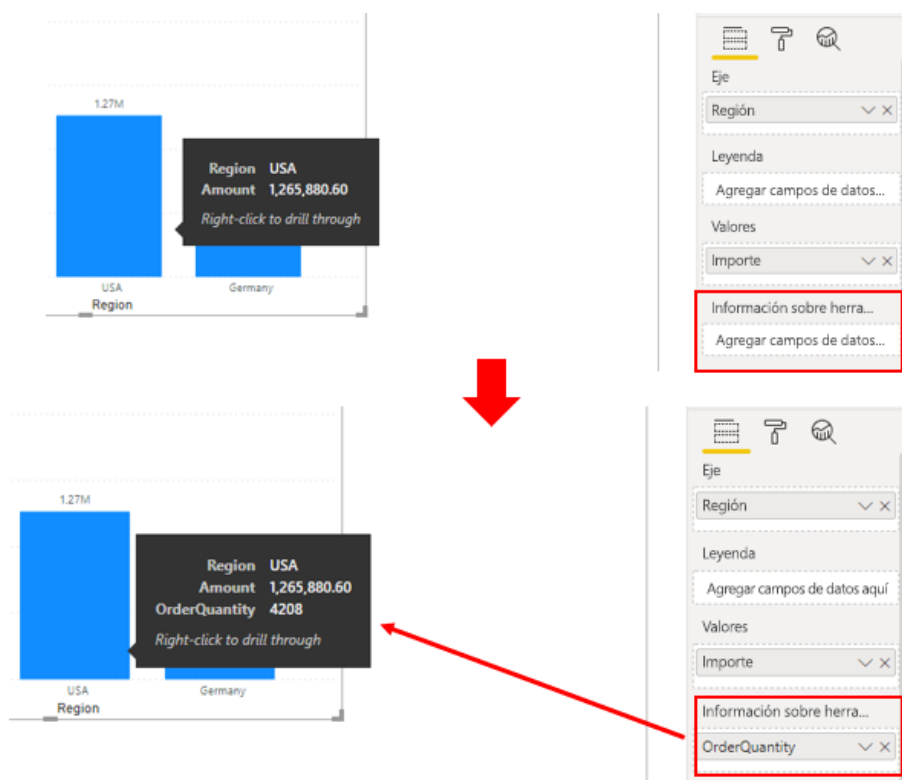 1.27M
Region USA
Amount 1,265,880.60
Right-click to drill through
USA
Germany
Region
Eje
Región
Leyenda
Agregar campos de datos...
Valores
Importe
Información sobre herra...
Agregar campos de datos...
1.27M
Region USA
Amount 1,265,880.60
OrderQuantity 4208
Right-click to drill through
USA
Germany
Region
Eje
Región
Leyenda
Agregar campos de datos aquí
Valores
Importe
Información sobre herra...
OrderQuantity